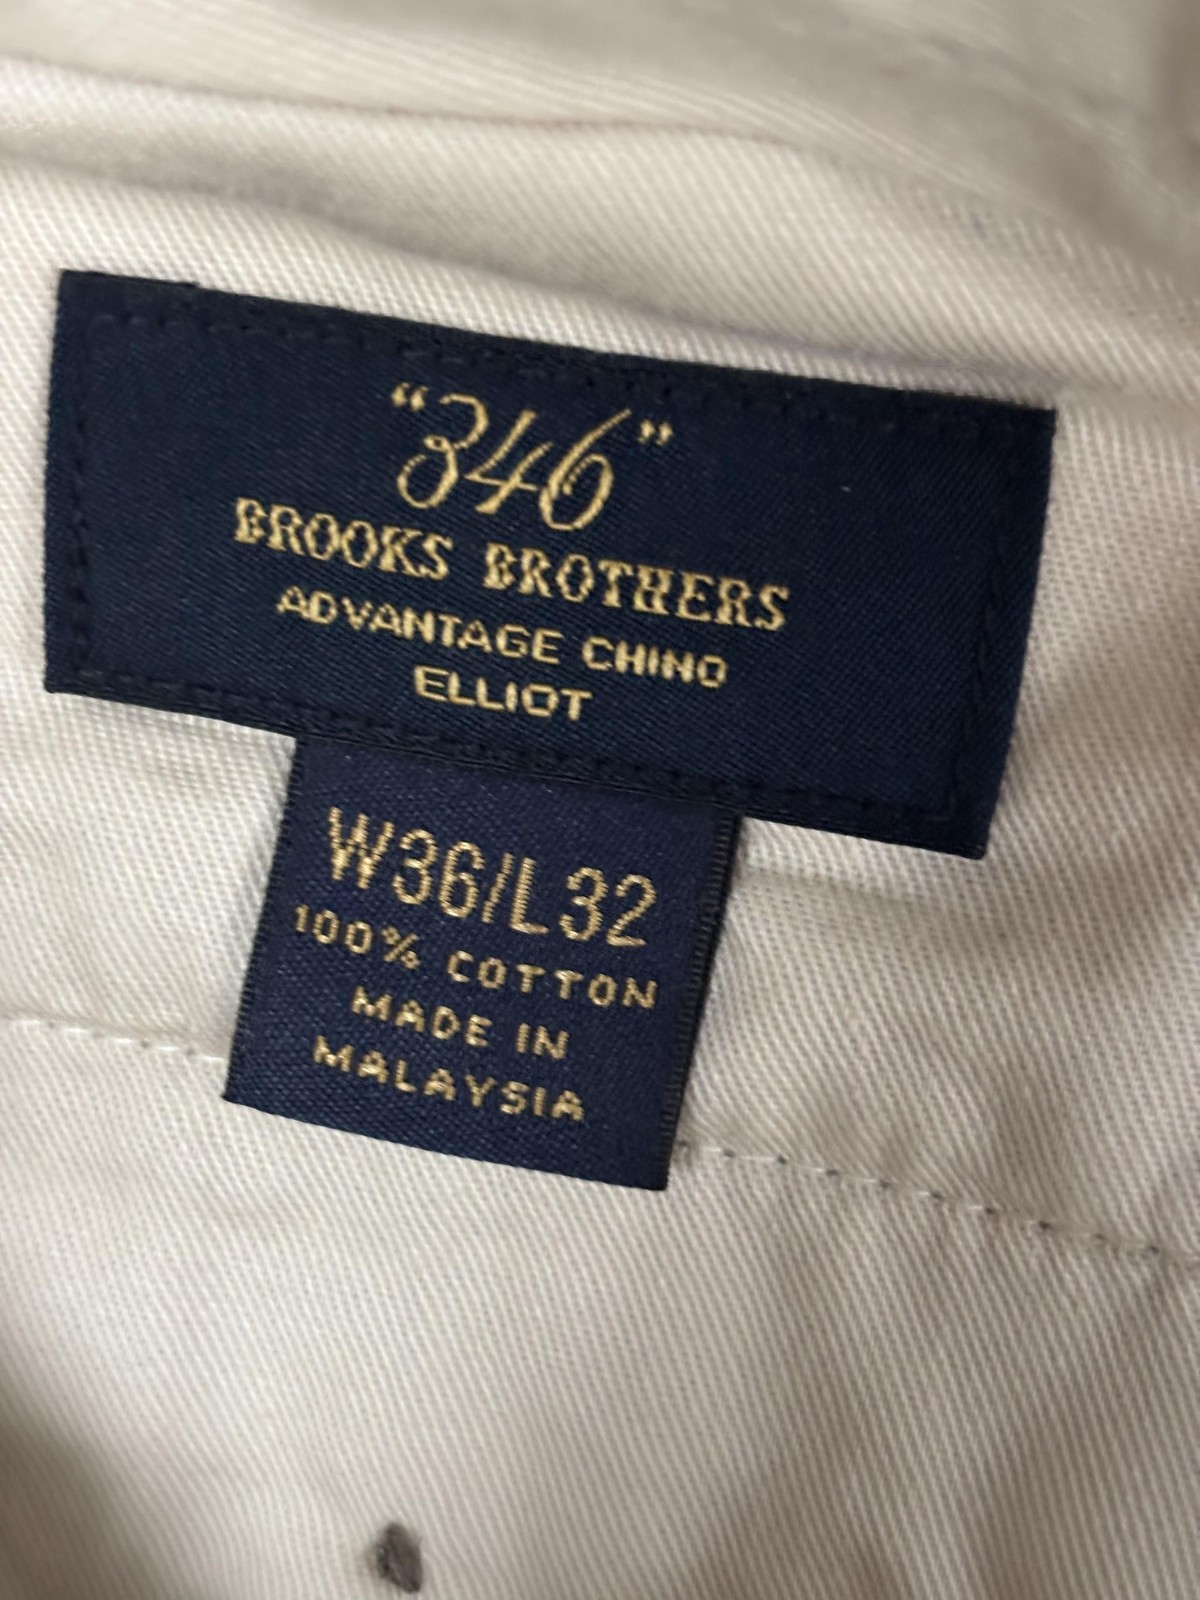 “346”
BROOKS BROTHERS
ADVANTAGE CHINO
ELLIOT
W36/L32
100% COTTON
MADE IN
MALAYSIA